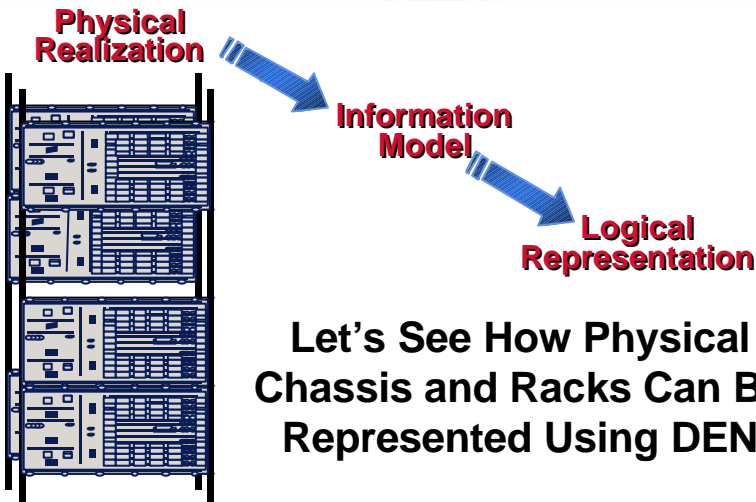 Physical
Realization
Information
Model
Logical
Representation
Let's See How Physical
Chassis and Racks Can B
Represented Using DEN